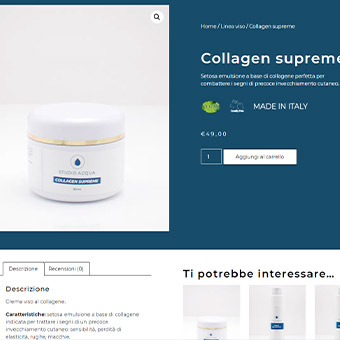 Home / Linea viso / Collagen supreme
Collagen supreme
Setosa emulsione a base di collagene perfetta per
combattere i segni di precoce invecchiamento cutaneo.
MADE IN ITALY
€49,00
1
Aggiungi al carrello
STUDIO ACQUA
COLLAGEN SUPREME
Descrizione
Recensioni (0)
Descrizione
Crema viso al collagene.
Caratteristiche: setosa emulsione a base di collagene
indicata per trattare i segni di un precoce
invecchiamento cutaneo: sensibilità, perdita di
elasticità, rughe, macchie.
Ti potrebbe interessare…